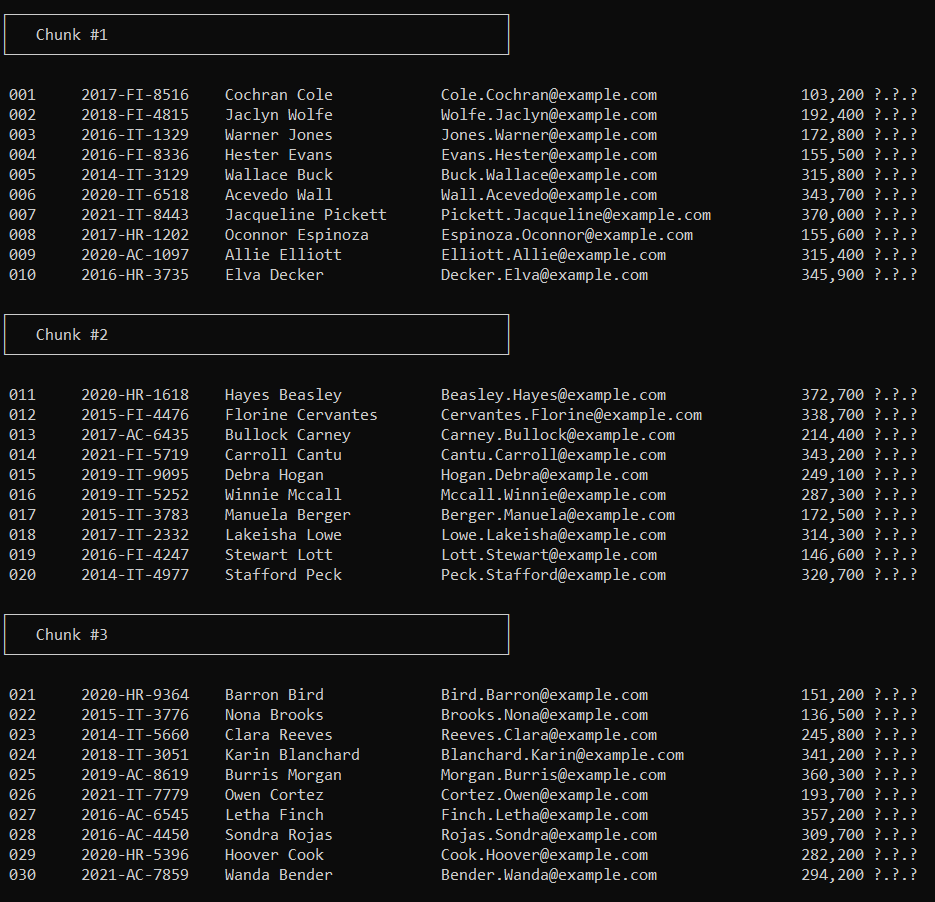 Chunk #1
001 2017-FI-8516 Cochran Cole Cole.Cochran@example.com 103,200 ?.?.?
002 2018-FI-4815 Jaclyn Wolfe Wolfe.Jaclyn@example.com 192,400 ?.?.?
003 2016-IT-1329 Warner Jones Jones.Warner@example.com 172,800 ?.?.?
004 2016-FI-8336 Hester Evans Evans.Hester@example.com 155,500 ?.?.?
005 2014-IT-3129 Wallace Buck Buck.Wallace@example.com 315,800 ?.?.?
006 2020-IT-6518 Acevedo Wall Wall.Acevedo@example.com 343,700 ?.?.?
007 2021-IT-8443 Jacqueline Pickett Pickett.Jacqueline@example.com 370,000 ?.?.?
008 2017-HR-1202 Oconnor Espinoza Espinoza.Oconnor@example.com 155,600 ?.?.?
009 2020-AC-1097 Allie Elliott Elliott.Allie@example.com 315,400 ?.?.?
010 2016-HR-3735 Elva Decker Decker.Elva@example.com 345,900 ?.?.?
Chunk #2
011 2020-HR-1618 Hayes Beasley Beasley.Hayes@example.com 372,700 ?.?.?
012 2015-FI-4476 Florine Cervantes Cervantes.Florine@example.com 338,700 ?.?.?
013 2017-AC-6435 Bullock Carney Carney.Bullock@example.com 214,400 ?.?.?
014 2021-FI-5719 Carroll Cantu Cantu.Carroll@example.com 343,200 ?.?.?
015 2019-IT-9095 Debra Hogan Hogan.Debra@example.com 249,100 ?.?.?
016 2019-IT-5252 Winnie Mccall Mccall.Winnie@example.com 287,300 ?.?.?
017 2015-IT-3783 Manuela Berger Berger.Manuela@example.com 172,500 ?.?.?
018 2017-IT-2332 Lakeisha Lowe Lowe.Lakeisha@example.com 314,300 ?.?.?
019 2016-FI-4247 Stewart Lott Lott.Stewart@example.com 146,600 ?.?.?
020 2014-IT-4977 Stafford Peck Peck.Stafford@example.com 320,700 ?.?.?
Chunk #3
021 2020-HR-9364 Barron Bird Bird.Barron@example.com 151,200 ?.?.?
022 2015-IT-3776 Nona Brooks Brooks.Nona@example.com 136,500 ?.?.?
023 2014-IT-5660 Clara Reeves Reeves.Clara@example.com 245,800 ?.?.?
024 2018-IT-3051 Karin Blanchard Blanchard.Karin@example.com 341,200 ?.?.?
025 2019-AC-8619 Burris Morgan Morgan.Burris@example.com 360,300 ?.?.?
026 2021-IT-7779 Owen Cortez Cortez.Owen@example.com 193,700 ?.?.?
027 2016-AC-6545 Letha Finch Finch.Letha@example.com 357,200 ?.?.?
028 2016-AC-4450 Sondra Rojas Rojas.Sondra@example.com 309,700 ?.?.?
029 2020-HR-5396 Hoover Cook Cook.Hoover@example.com 282,200 ?.?.?
030 2021-AC-7859 Wanda Bender Bender.Wanda@example.com 294,200 ?.?.?